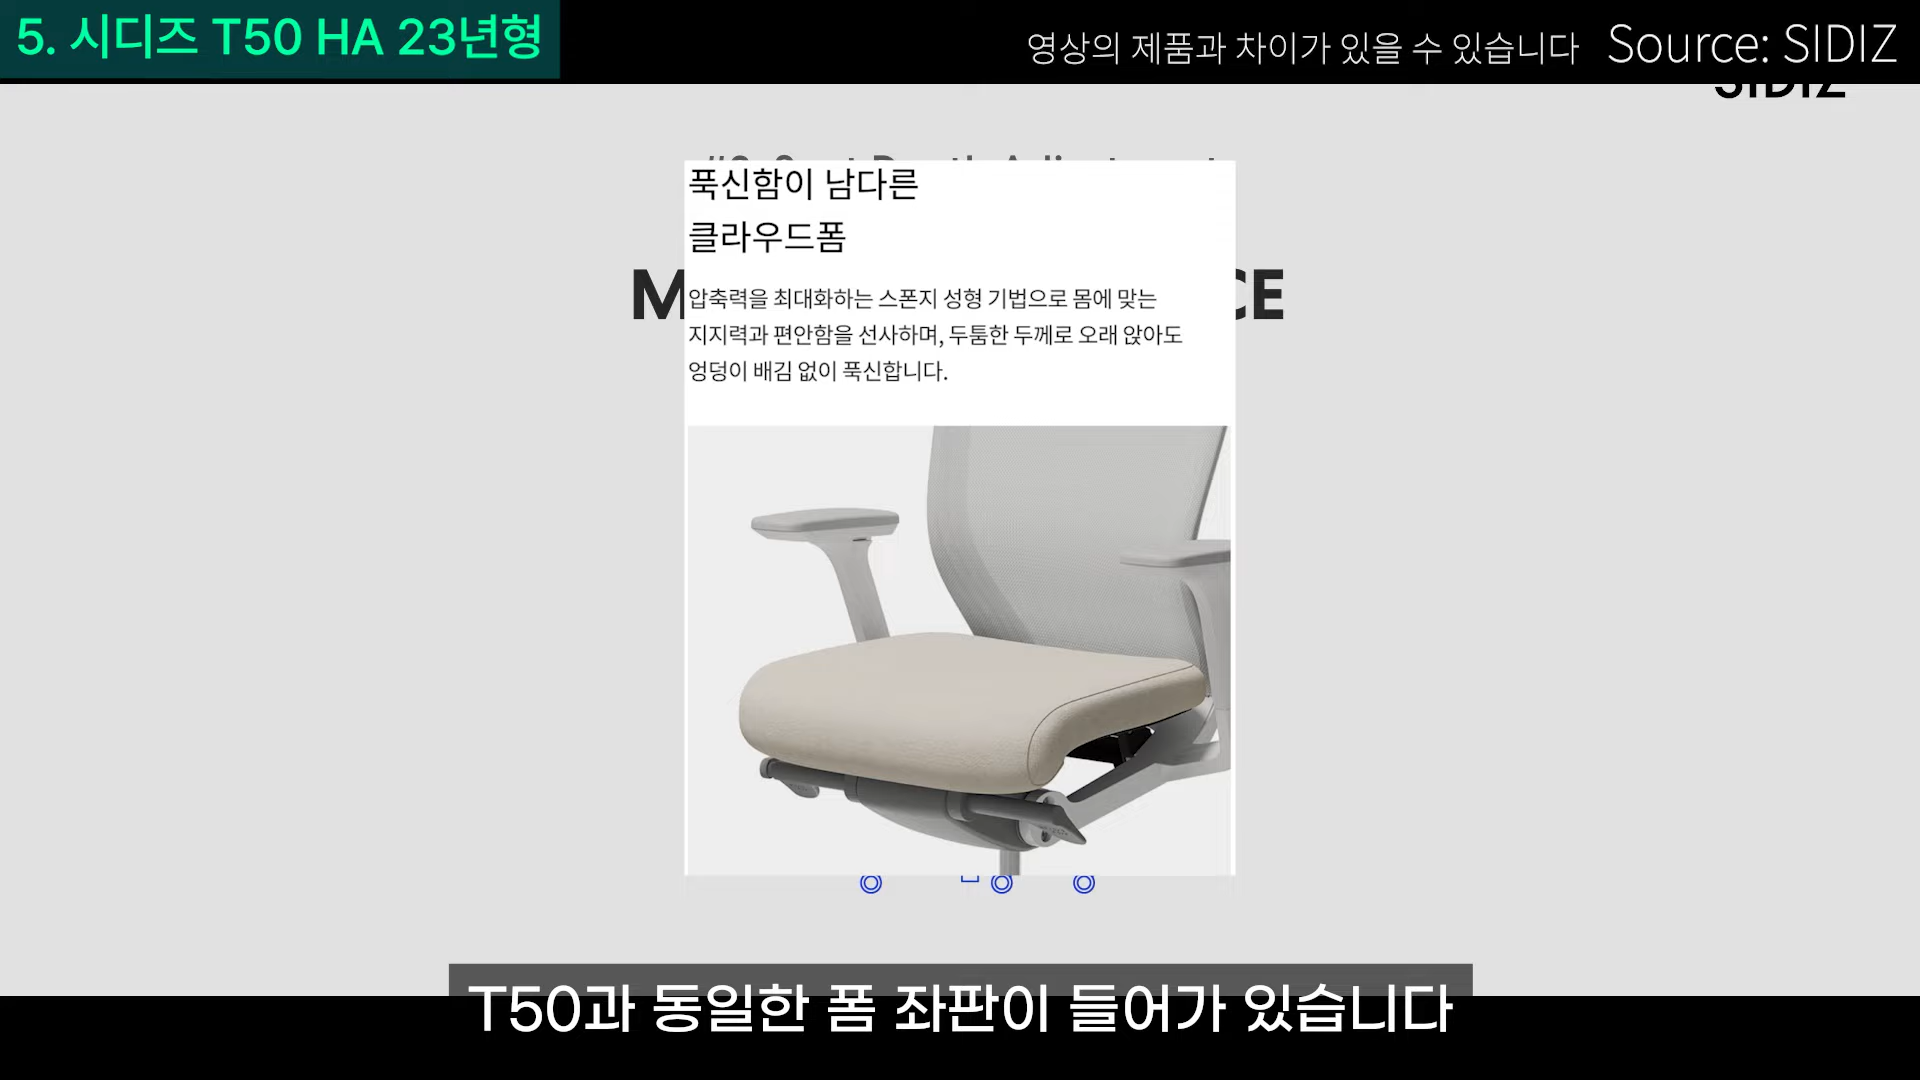 5. 시디즈 T50 HA 23년형
영상의 제품과 차이가 있을 수 있습니다 Source: SIDIZ
SIDIZ
푹신함이 남다른
클라우드폼
압축력을 최대화하는 스폰지 성형 기법으로 몸에 맞는
지지력과 편안함을 선사하며, 두툼한 두께로 오래 앉아도
엉덩이 배김 없이 푹신합니다.
T50과 동일한 폼 좌판이 들어가 있습니다